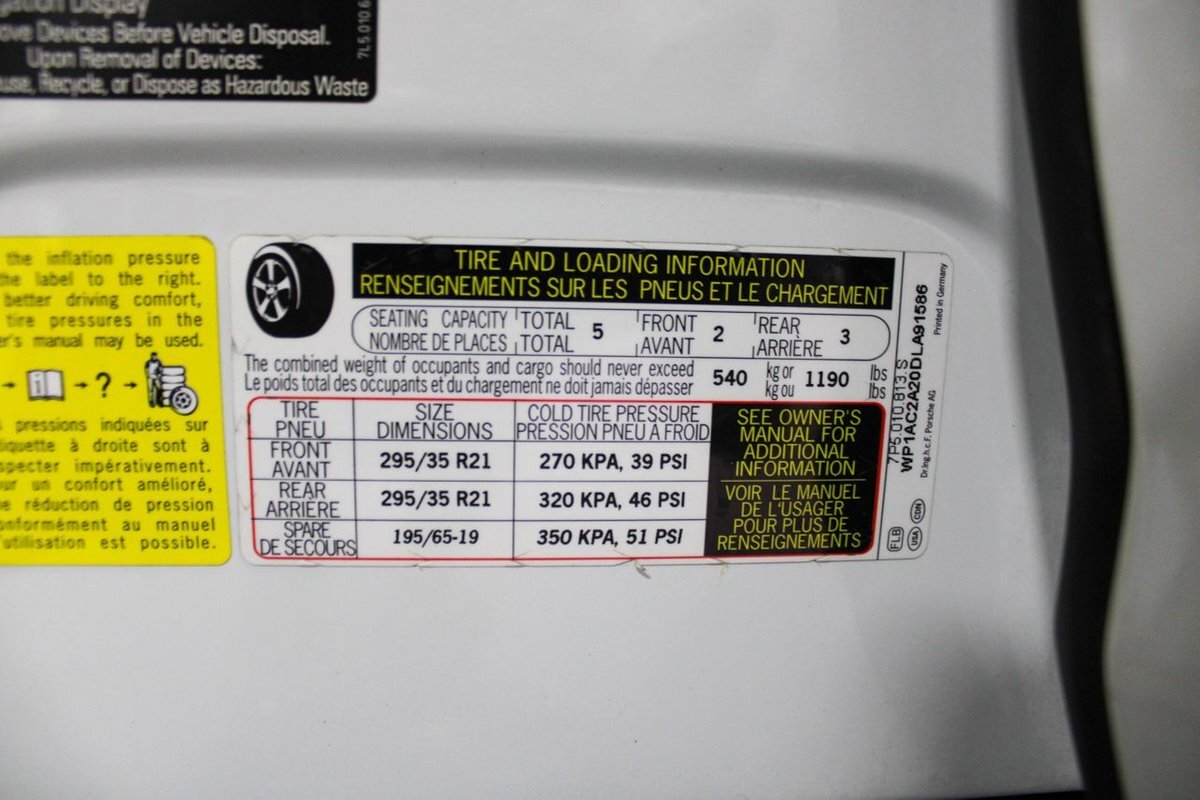 gation Display
ove Devices Before Vehicle Disposal.
Upon Removal of Devices:
use, Recycle, or Dispose as Hazardous Waste
7L5.010.6
the inflation pressure
the label to the right.
better driving comfort,
tire pressures in the
er's manual may be used.
i
?
pressions indiquées sur
iquette à droite sont à
specter impérativement.
ur un confort amélioré,
e réduction de pression
onformément au manuel
'utilisation est possible.
TIRE AND LOADING INFORMATION
RENSEIGNEMENTS SUR LES PNEUS ET LE CHARGEMENT
SEATING CAPACITY TOTAL 5 FRONT 2 REAR 3
NOMBRE DE PLACES TOTAL AVANT ARRIÈRE
The combined weight of occupants and cargo should never exceed 540 kg or 1190 lbs
Le poids total des occupants et du chargement ne doit jamais dépasser kg ou lbs
TIRE SIZE COLD TIRE PRESSURE
PNEU DIMENSIONS PRESSION PNEU A FROID
FRONT
AVANT 295/35 R21 270 KPA, 39 PSI
REAR
ARRIÈRE 295/35 R21 320 KPA, 46 PSI
SPARE
DE SECOURS 195/65-19 350 KPA, 51 PSI
SEE OWNER'S
MANUAL FOR
ADDITIONAL
INFORMATION
VOIR LE MANUEL
DE L'USAGER
POUR PLUS DE
RENSEIGNEMENTS
7P5.010.813.S
WP1AC2A20DLA91586
Dr.Ing.h.c.F. Porsche AG
Printed in Germany
FLB
USA
CDN